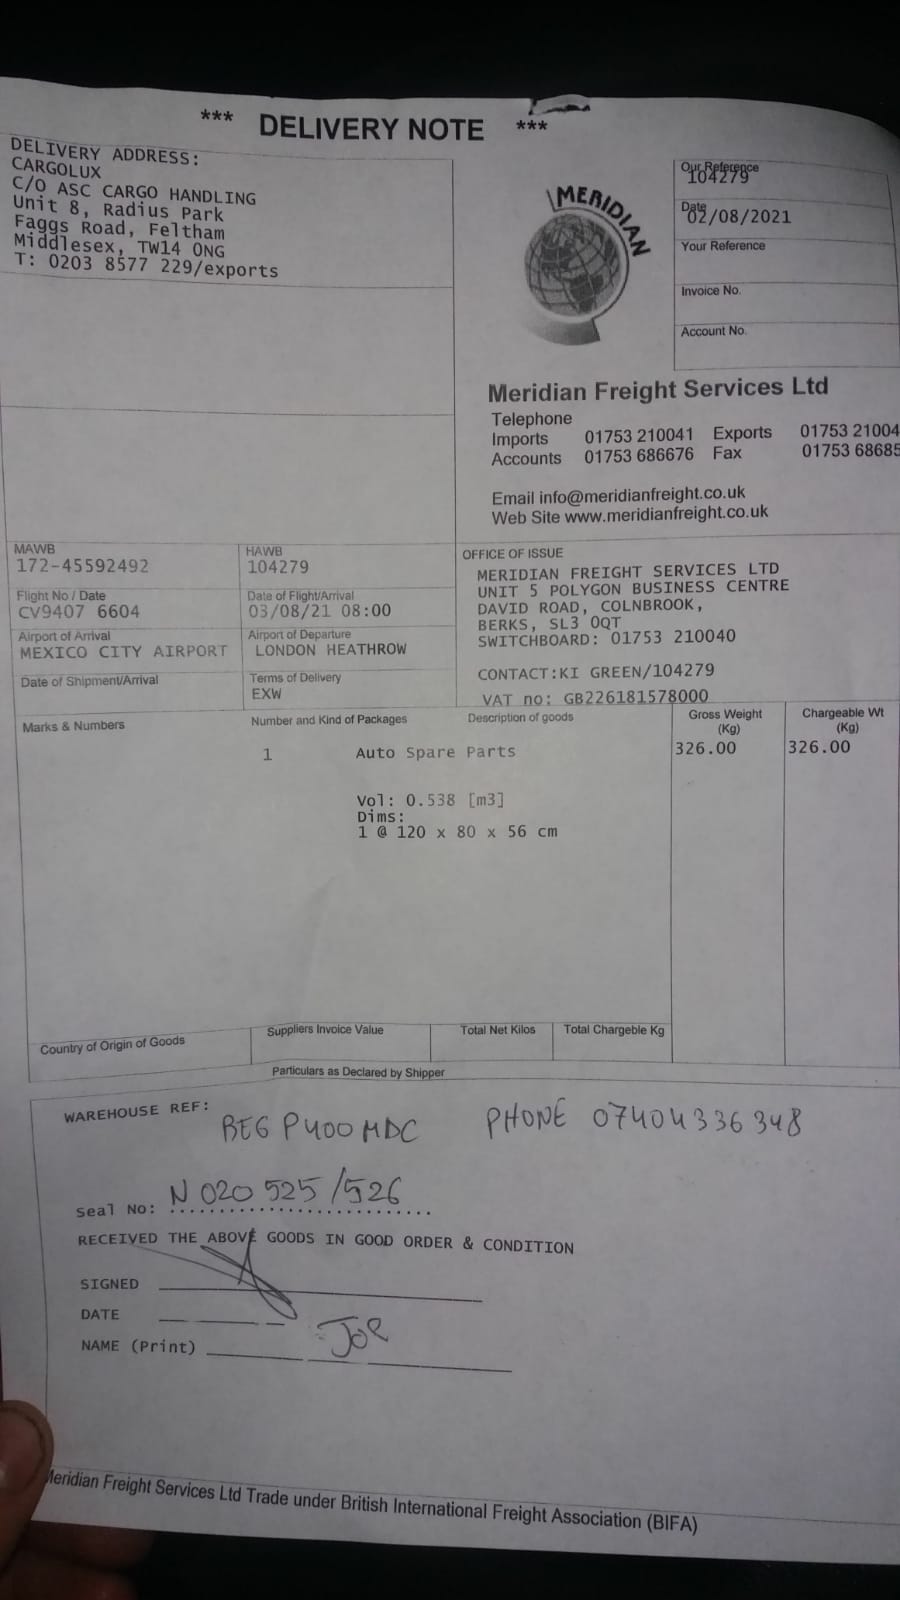 *** DELIVERY NOTE ***
DELIVERY ADDRESS:
CARGOLUX
C/O ASC CARGO HANDLING
Unit 8, Radius Park
Faggs Road, Feltham
Middlesex, TW14 0NG
T: 0203 8577 229/exports
MERIDIAN
Our Reference
104279
Date
02/08/2021
Your Reference
Invoice No.
Account No.
Meridian Freight Services Ltd
Telephone
Imports 01753 210041 Exports 01753 21004
Accounts 01753 686676 Fax 01753 68685
Email info@meridianfreight.co.uk
Web Site www.meridianfreight.co.uk
MAWB
172-45592492
HAWB
104279
Flight No / Date
CV9407 6604
Date of Flight/Arrival
03/08/21 08:00
Airport of Arrival
MEXICO CITY AIRPORT
Airport of Departure
LONDON HEATHROW
Date of Shipment/Arrival
Terms of Delivery
EXW
OFFICE OF ISSUE
MERIDIAN FREIGHT SERVICES LTD
UNIT 5 POLYGON BUSINESS CENTRE
DAVID ROAD, COLNBROOK,
BERKS, SL3 0QT
SWITCHBOARD: 01753 210040
CONTACT:KI GREEN/104279
VAT no: GB226181578000
Marks & Numbers
Number and Kind of Packages
Description of goods
Gross Weight
(Kg)
Chargeable Wt
(Kg)
1 Auto Spare Parts 326.00 326.00
Vol: 0.538 [m3]
Dims:
1 @ 120 x 80 x 56 cm
Country of Origin of Goods
Suppliers Invoice Value
Total Net Kilos
Total Chargeble Kg
Particulars as Declared by Shipper
WAREHOUSE REF:
REG P400MDC PHONE 07404336348
Seal No: N 020 525/526
RECEIVED THE ABOVE GOODS IN GOOD ORDER & CONDITION
SIGNED
DATE
NAME (Print) Joe
Meridian Freight Services Ltd Trade under British International Freight Association (BIFA)